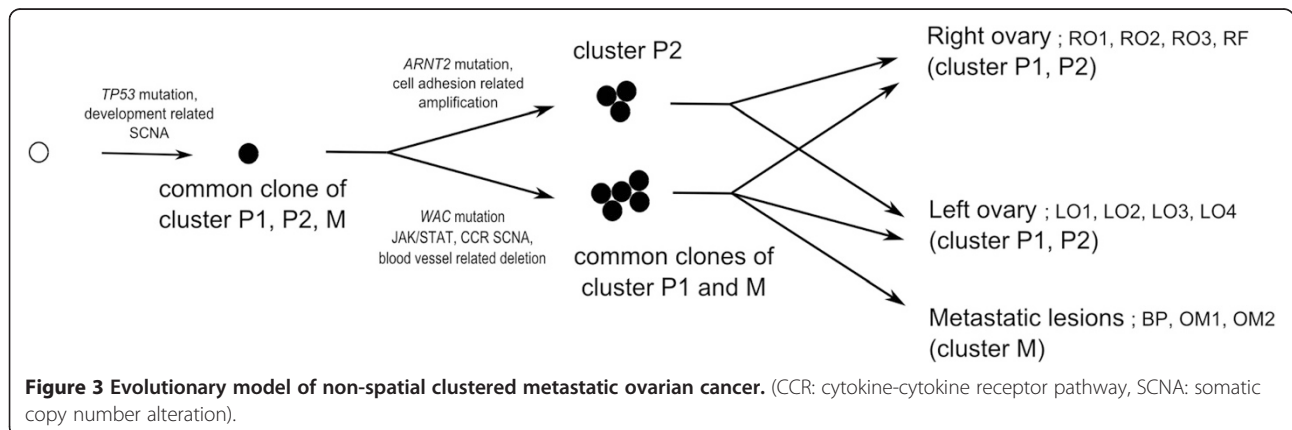 TP53 mutation,
development related
SCNA
common clone of
cluster P1, P2, M
ARNT2 mutation,
cell adhesion related
amplification
WAC mutation
JAK/STAT, CCR SCNA,
blood vessel related deletion
cluster P2
common clones of
cluster P1 and M
Right ovary ; RO1, RO2, RO3, RF
(cluster P1, P2)
Left ovary ; LO1, LO2, LO3, LO4
(cluster P1, P2)
Metastatic lesions ; BP, OM1, OM2
(cluster M)
Figure 3 Evolutionary model of non-spatial clustered metastatic ovarian cancer. (CCR: cytokine-cytokine receptor pathway, SCNA: somatic
copy number alteration).